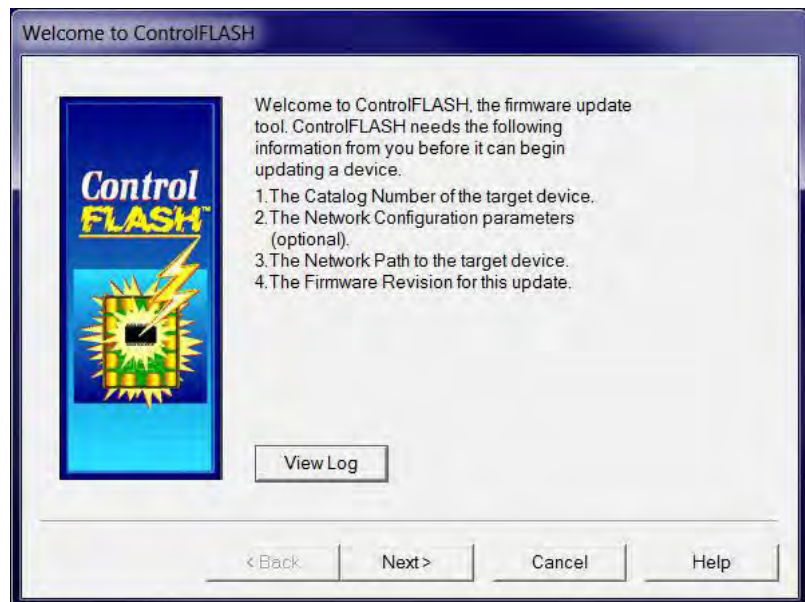 Welcome to ControlFLASH
Control
FLASH™
Welcome to ControlFLASH, the firmware update
tool. ControlFLASH needs the following
information from you before it can begin
updating a device.
1.The Catalog Number of the target device.
2.The Network Configuration parameters
(optional).
3.The Network Path to the target device.
4.The Firmware Revision for this update.
View Log
< Back
Next >
Cancel
Help